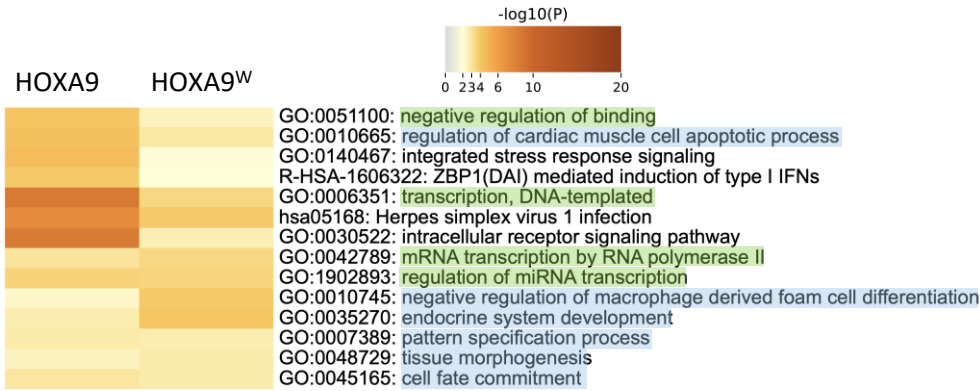 -log10(P)
0 2 3 4 6 10 20
HOXA9 HOXA9ᵂ
GO:0051100: negative regulation of binding
GO:0010665: regulation of cardiac muscle cell apoptotic process
GO:0140467: integrated stress response signaling
R-HSA-1606322: ZBP1(DAI) mediated induction of type I IFNs
GO:0006351: transcription, DNA-templated
hsa05168: Herpes simplex virus 1 infection
GO:0030522: intracellular receptor signaling pathway
GO:0042789: mRNA transcription by RNA polymerase II
GO:1902893: regulation of miRNA transcription
GO:0010745: negative regulation of macrophage derived foam cell differentiation
GO:0035270: endocrine system development
GO:0007389: pattern specification process
GO:0048729: tissue morphogenesis
GO:0045165: cell fate commitment